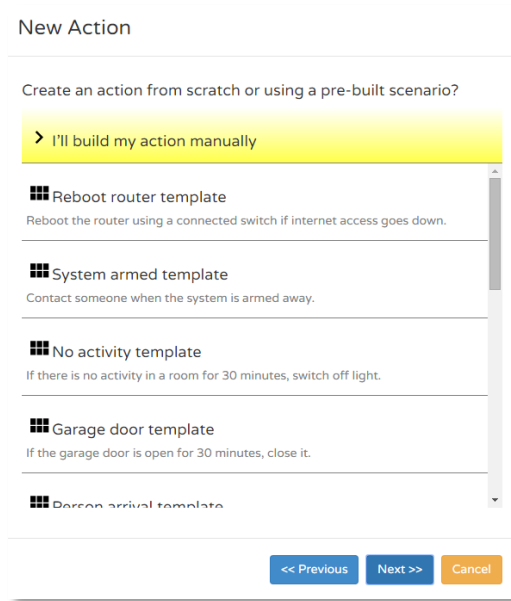 New Action
Create an action from scratch or using a pre-built scenario?
I'll build my action manually
Reboot router template
Reboot the router using a connected switch if internet access goes down.
System armed template
Contact someone when the system is armed away.
No activity template
If there is no activity in a room for 30 minutes, switch off light.
Garage door template
If the garage door is open for 30 minutes, close it.
Person arrival template
<< Previous
Next >>
Cancel